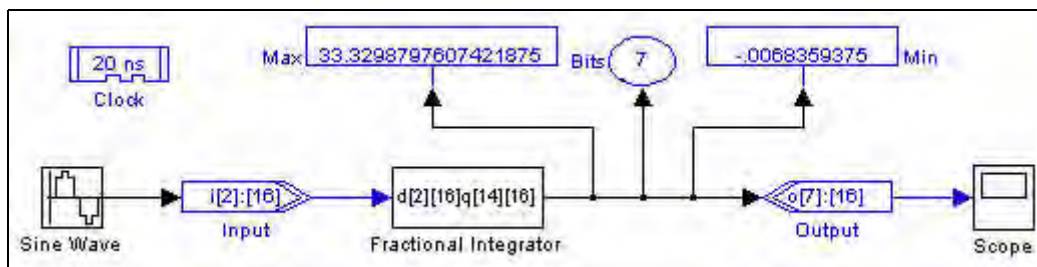 20 ns
Clock
Max 33.3298797607421875
Bits 7
-.0068359375 Min
Sine Wave
i[2]:[16]
Input
d[2][16]q[14][16]
Fractional Integrator
o[7]:[16]
Output
Scope